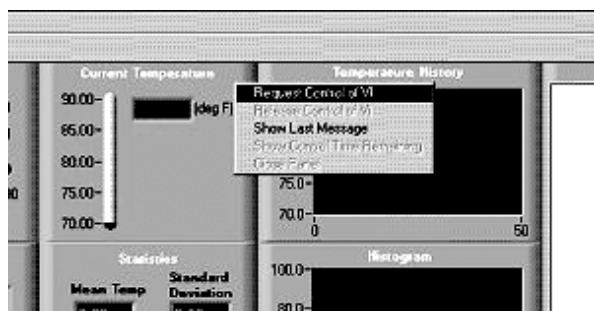 Current Temperature
90.00
85.00
80.00
75.00
70.00
(deg F)
Temperature History
Request Control of VI
Release Control of VI
Show Last Message
Show Control Time Remaining
Close Panel
75.0
70.0
0
50
Statistics
Mean Temp
Standard
Deviation
Histogram
100.0
80.0